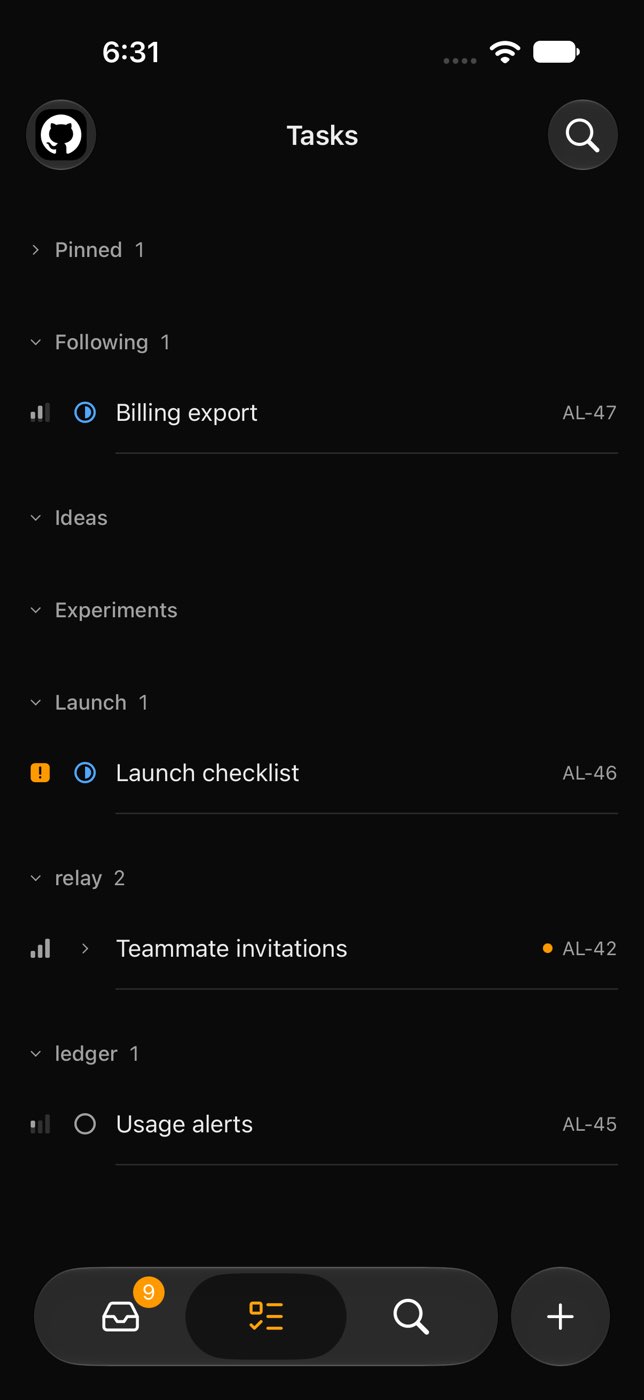 6:31
Tasks
Pinned 1
Following 1
Billing export AL-47
Ideas
Experiments
Launch 1
Launch checklist AL-46
relay 2
Teammate invitations AL-42
ledger 1
Usage alerts AL-45
9